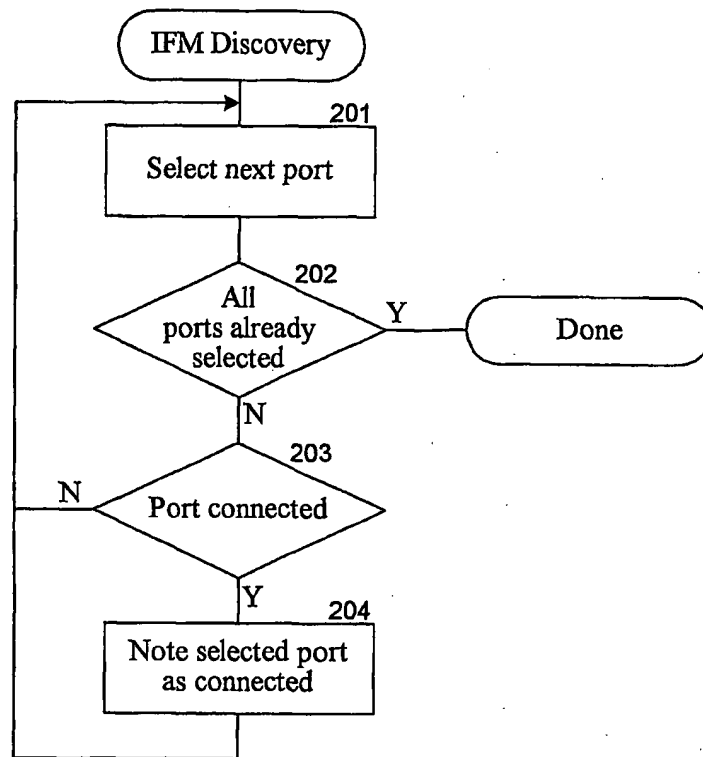 IFM Discovery
201
Select next port
202
All
ports already
selected
Y
Done
N
203
N
Port connected
Y
204
Note selected port
as connected